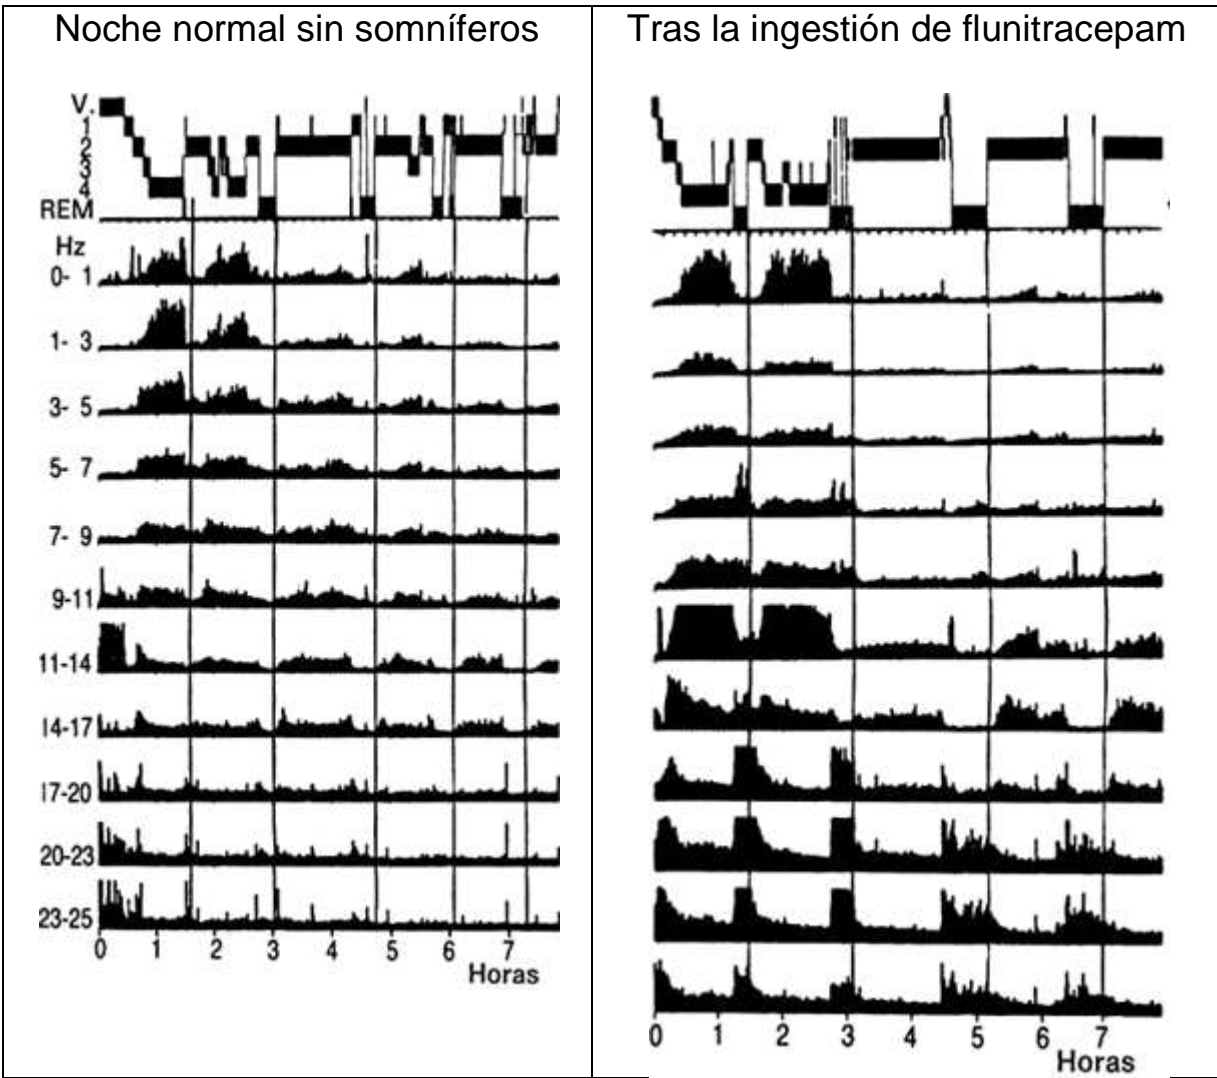 Noche normal sin somníferos
Tras la ingestión de flunitracepam
V.
1
2
3
4
REM
Hz
0- 1
1- 3
3- 5
5- 7
7- 9
9-11
11-14
14-17
17-20
20-23
23-25
0 1 2 3 4 5 6 7
Horas
0 1 2 3 4 5 6 7
Horas